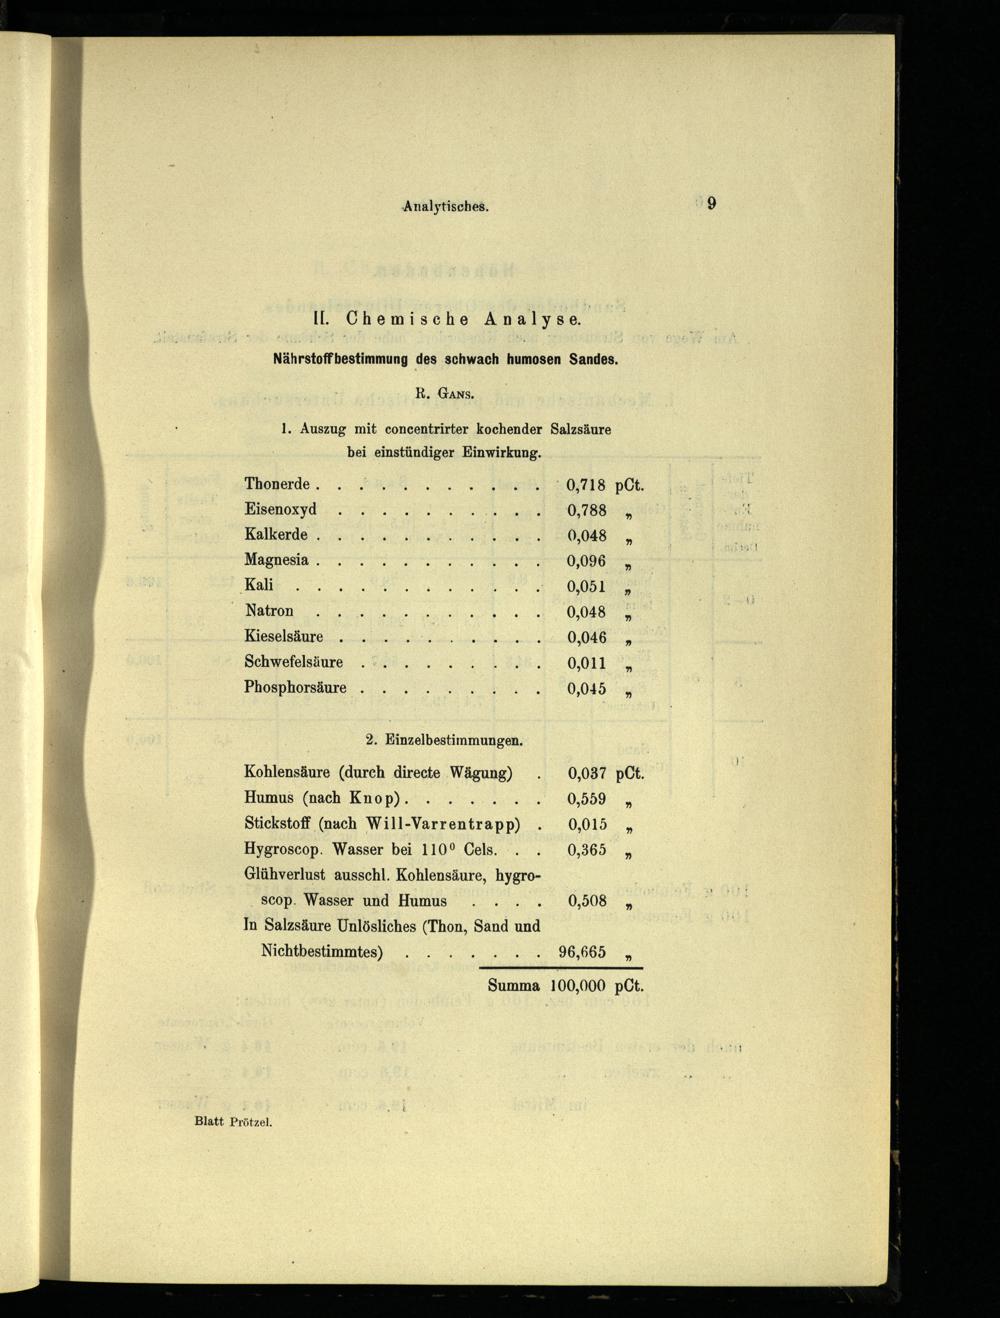 Analytisches. 9
II. Chemische Analyse.
Nährstoffbestimmung des schwach humosen Sandes.
R. GANS.
1. Auszug mit concentrirter kochender Salzsäure
bei einstündiger Einwirkung.
Thonerde . . . . . . . . . . . 0,718 pCt.
Eisenoxyd . . . . . . . . . . 0,788 „
Kalkerde . . . . . . . . . . . 0,048 „
Magnesia . . . . . . . . . . . 0,096 „
Kali . . . . . . . . . . . . 0,051 „
Natron . . . . . . . . . . . 0,048 „
Kieselsäure . . . . . . . . . . 0,046 „
Schwefelsäure . . . . . . . . . 0,011 „
Phosphorsäure . . . . . . . . . 0,045 „
2. Einzelbestimmungen.
Kohlensäure (durch directe Wägung) . 0,037 pCt.
Humus (nach Knop) . . . . . . . 0,559 „
Stickstoff (nach Will-Varrentrapp) . 0,015 „
Hygroscop. Wasser bei 110⁰ Cels. . . 0,365 „
Glühverlust ausschl. Kohlensäure, hygro-
scop. Wasser und Humus . . . . 0,508 „
In Salzsäure Unlösliches (Thon, Sand und
Nichtbestimmtes) . . . . . . . 96,665 „
Summa 100,000 pCt.
Blatt Prötzel.